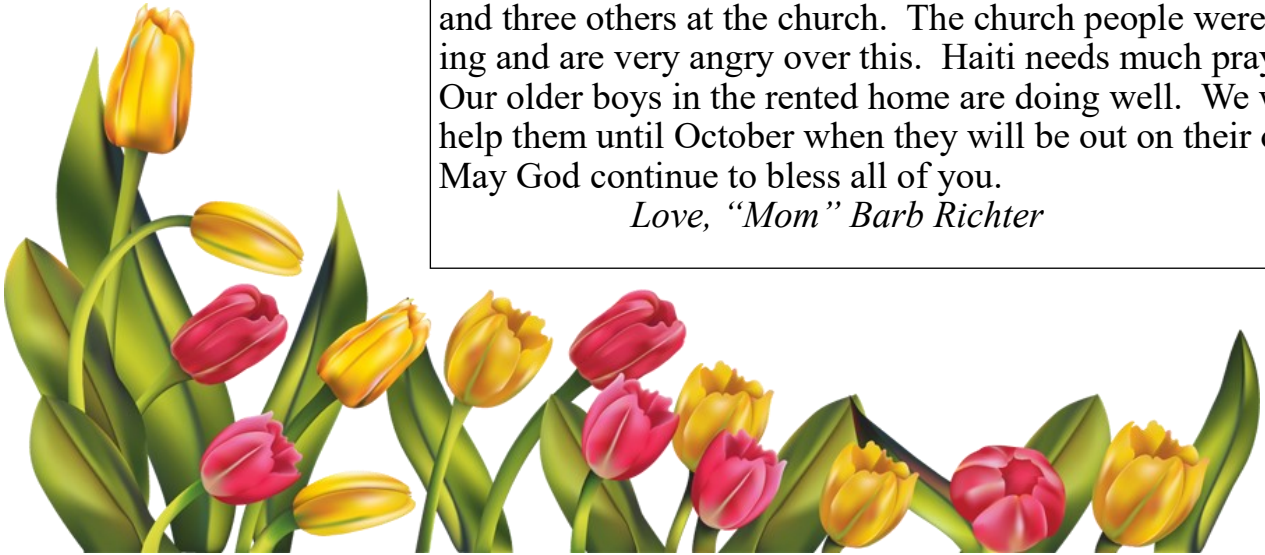 and three others at the church. The church people were
ing and are very angry over this. Haiti needs much
Our older boys in the rented home are doing well. We
help them until October when they will be out on their
May God continue to bless all of you.
Love, “Mom” Barb Richter